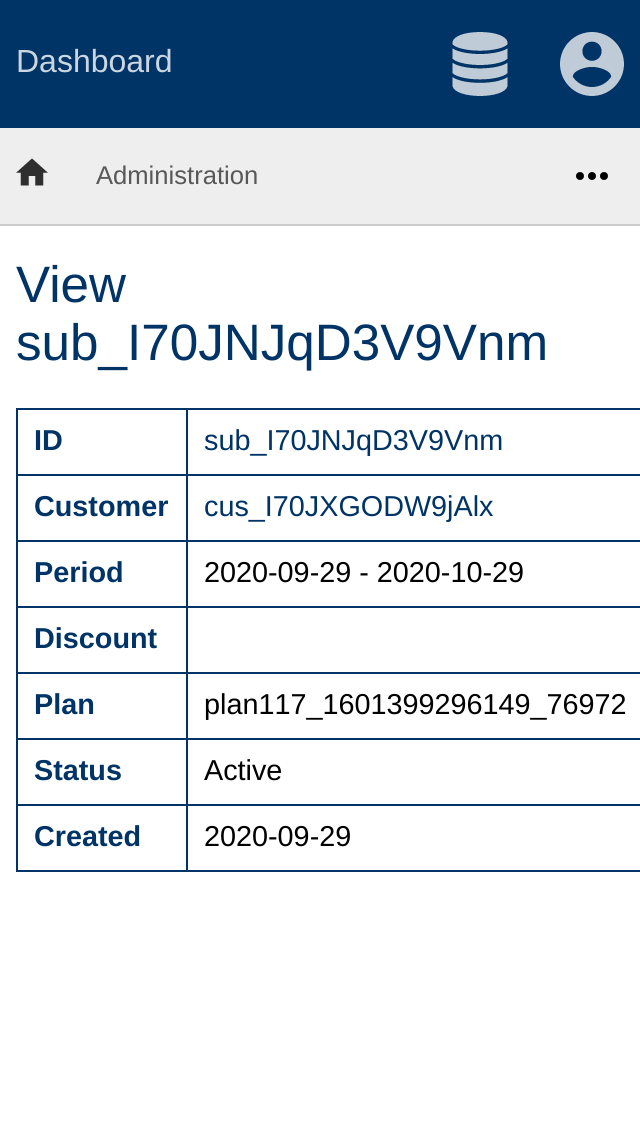 Dashboard
Administration
View
sub_I70JNJqD3V9Vnm
ID sub_I70JNJqD3V9Vnm
Customer cus_I70JXGODW9jAlx
Period 2020-09-29 - 2020-10-29
Discount
Plan plan117_1601399296149_76972
Status Active
Created 2020-09-29